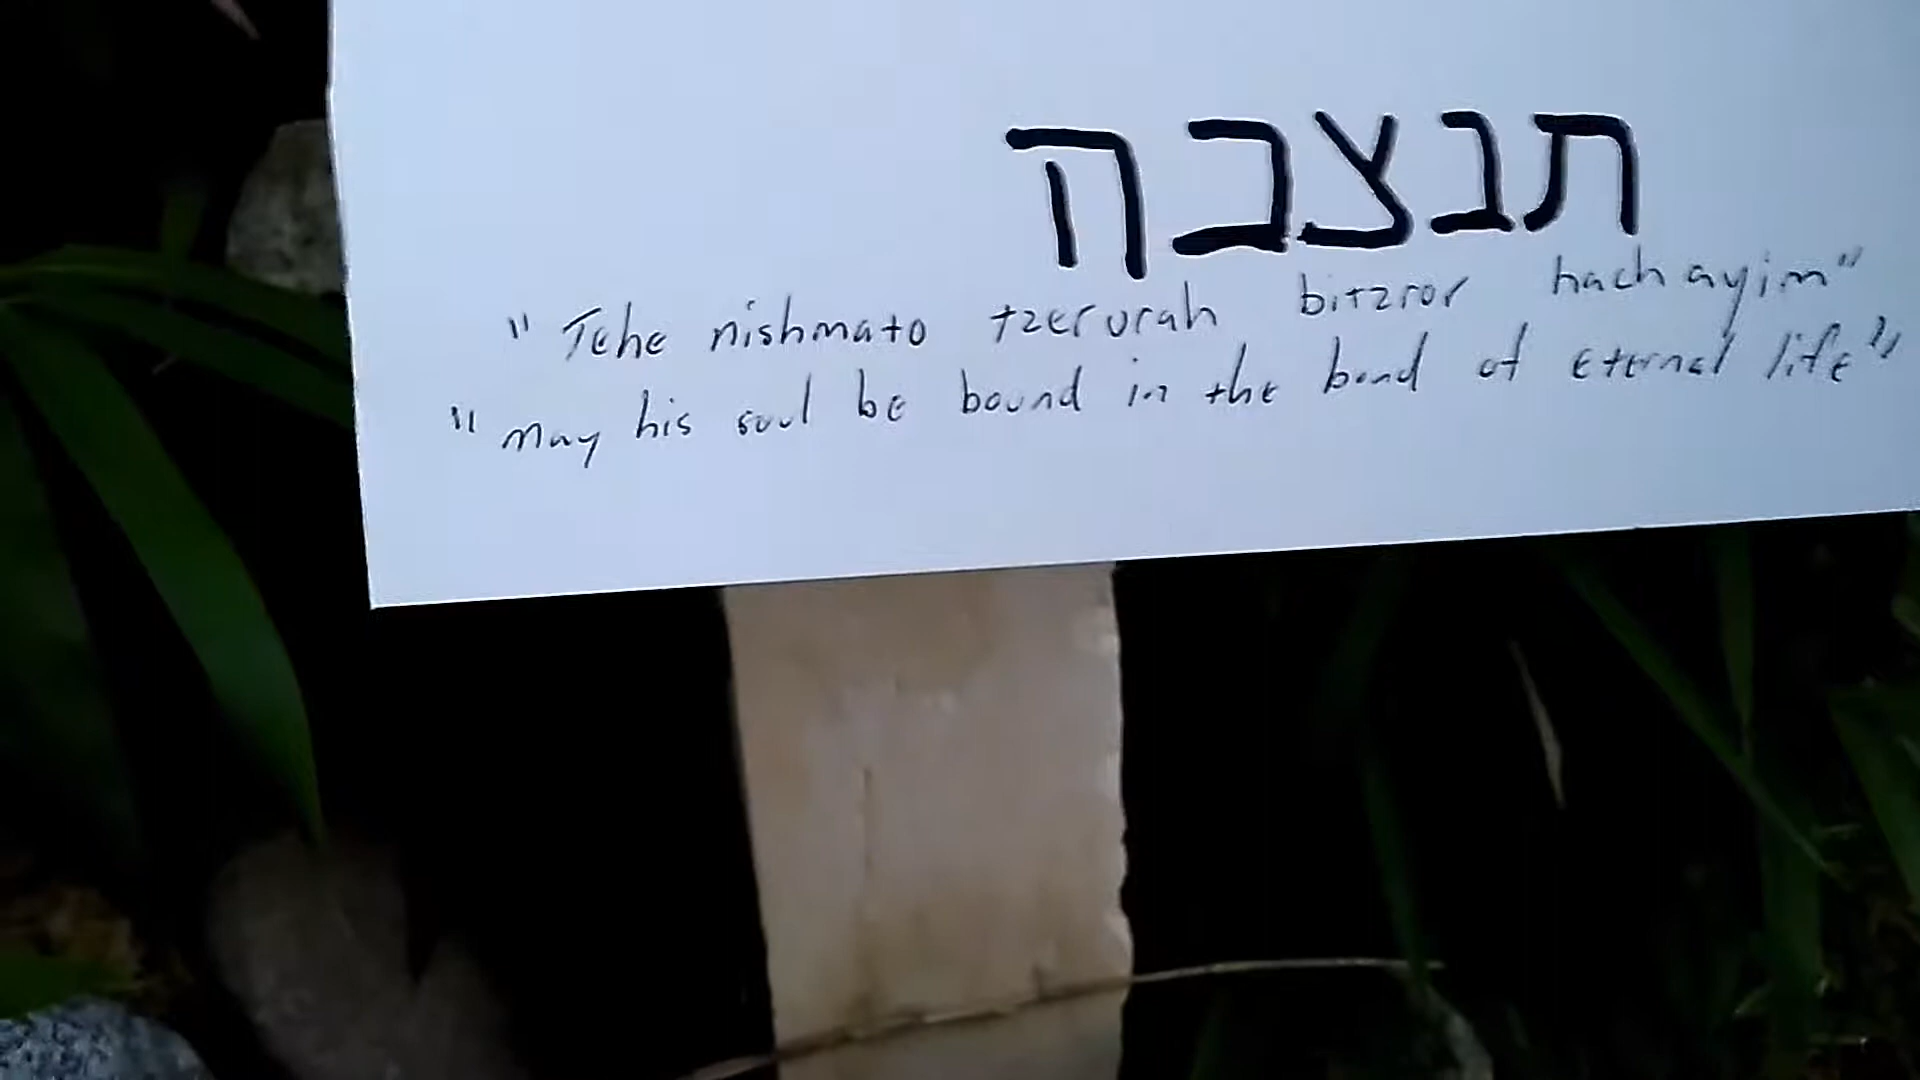 תנצבה
"Tehe nishmato tzerurah bitzror hachayim"
"may his soul be bound in the bond of eternal life"